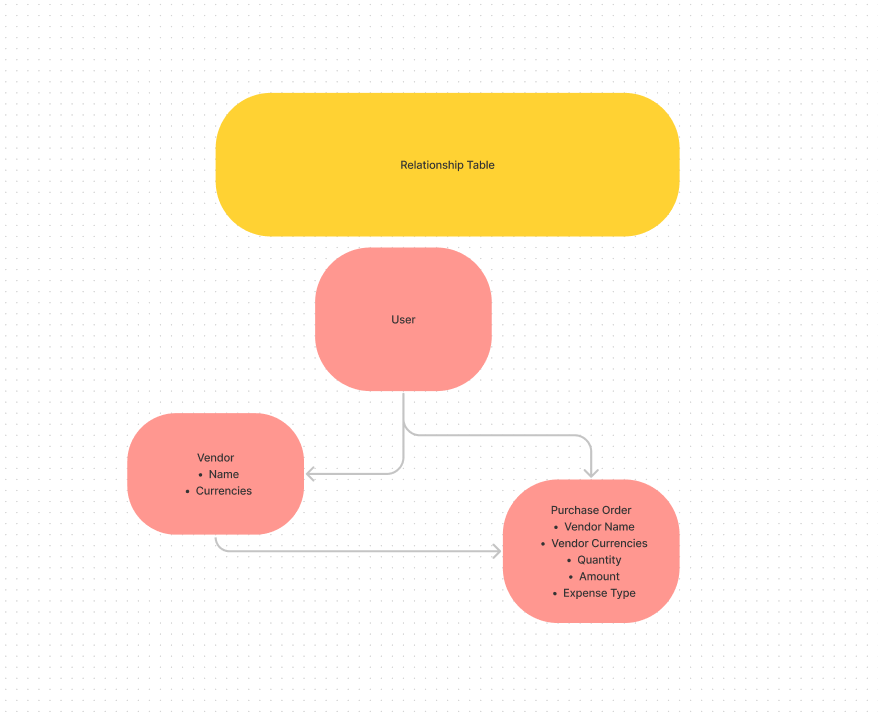 Relationship Table
User
Vendor
• Name
• Currencies
Purchase Order
• Vendor Name
• Vendor Currencies
• Quantity
• Amount
• Expense Type